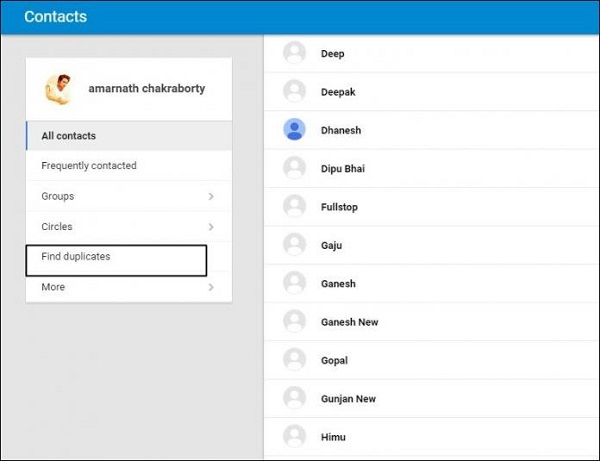 Contacts
amarnath chakraborty
All contacts
Frequently contacted
Groups
Circles
Find duplicates
More
Deep
Deepak
Dhanesh
Dipu Bhai
Fullstop
Gaju
Ganesh
Ganesh New
Gopal
Gunjan New
Himu